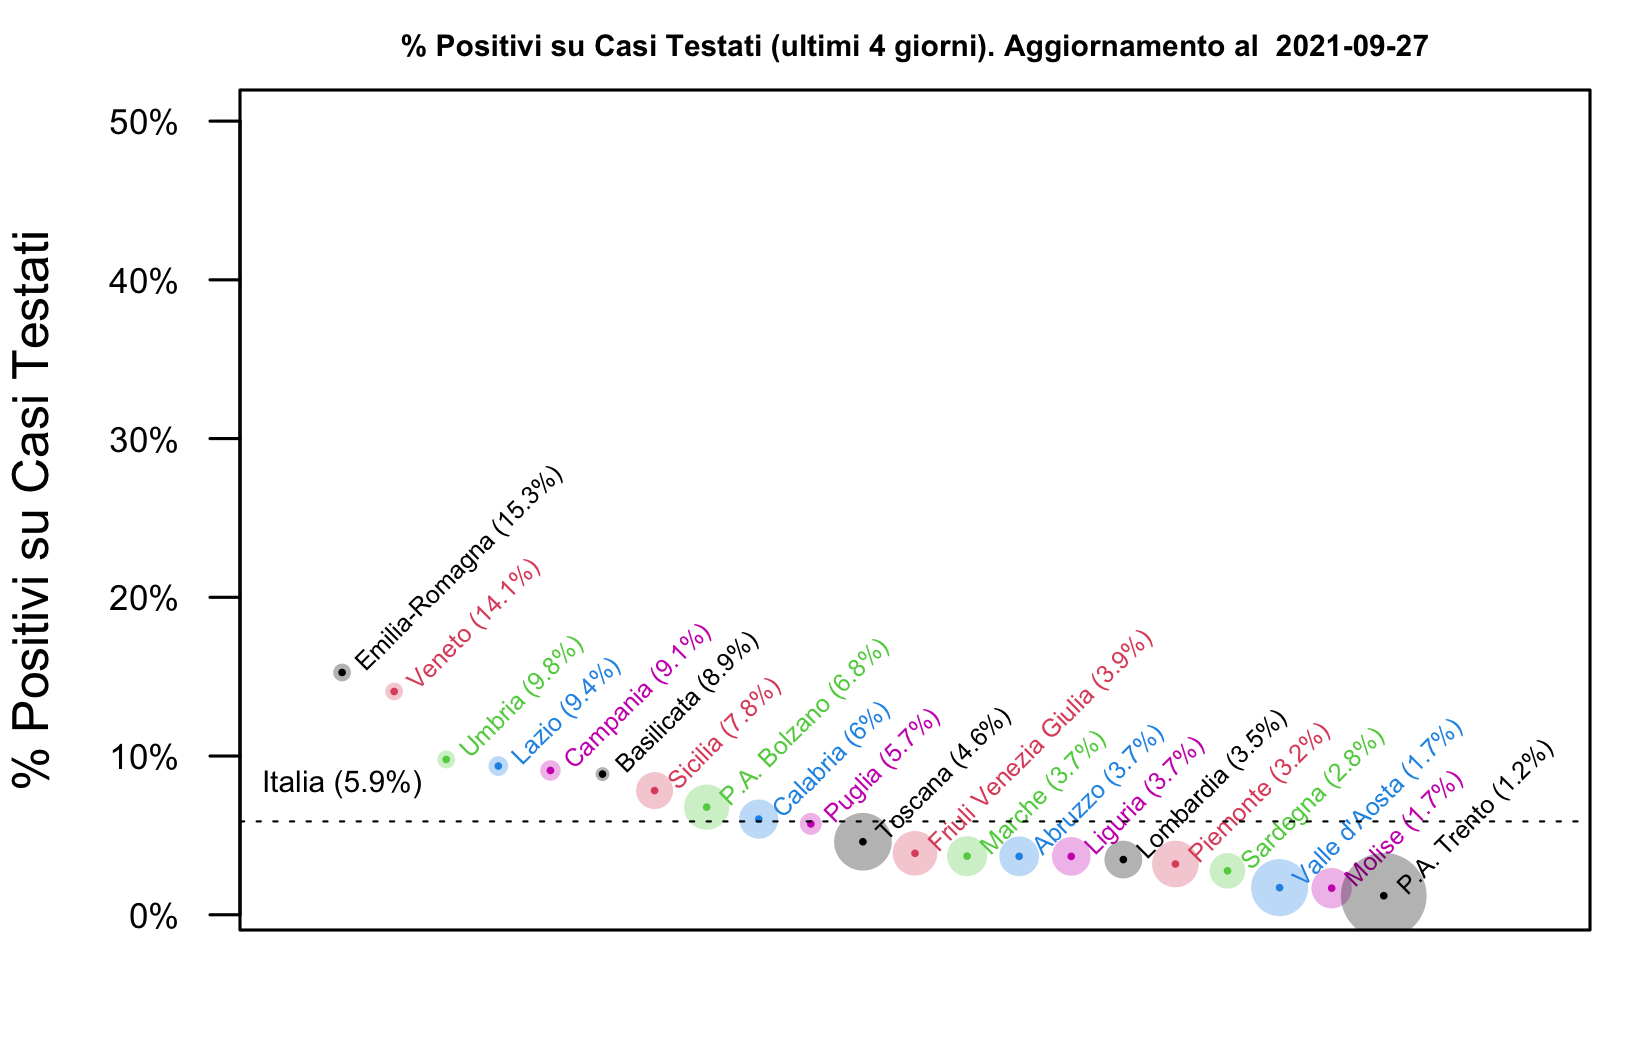 % Positivi su Casi Testati (ultimi 4 giorni). Aggiornamento al  2021-09-27
% Positivi su Casi Testati
50%
40%
30%
20%
10%
0%
Italia (5.9%)
Emilia-Romagna (15.3%)
Veneto (14.1%)
Umbria (9.8%)
Lazio (9.4%)
Campania (9.1%)
Basilicata (8.9%)
Sicilia (7.8%)
P.A. Bolzano (6.8%)
Calabria (6%)
Puglia (5.7%)
Toscana (4.6%)
Friuli Venezia Giulia (3.9%)
Marche (3.7%)
Abruzzo (3.7%)
Liguria (3.7%)
Lombardia (3.5%)
Piemonte (3.2%)
Sardegna (2.8%)
Valle d'Aosta (1.7%)
Molise (1.7%)
P.A. Trento (1.2%)